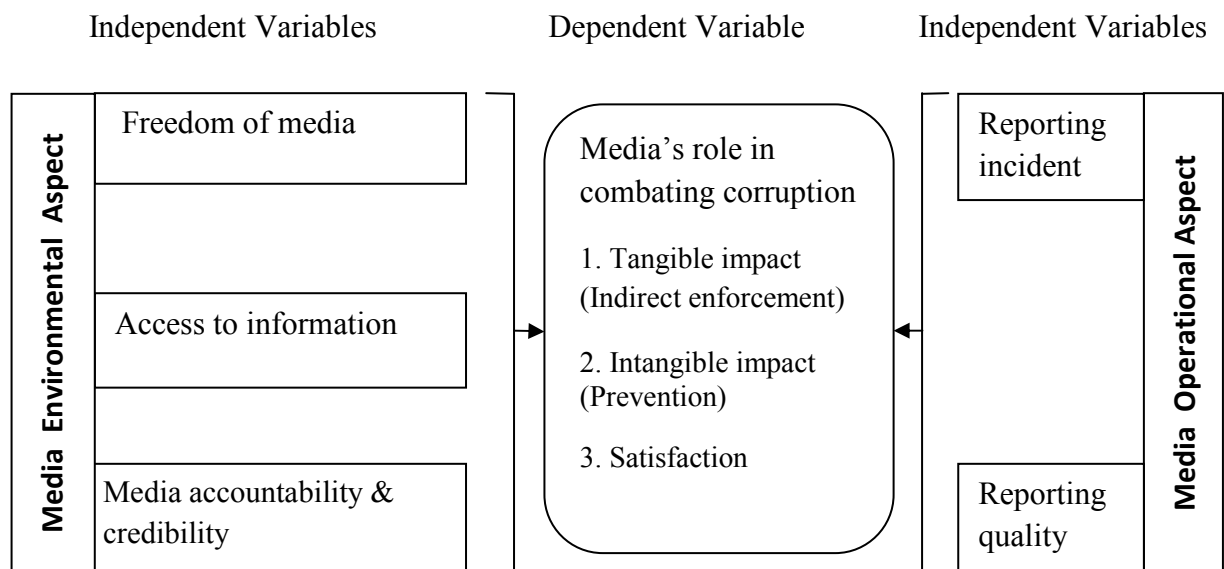 Independent Variables
Dependent Variable
Independent Variables
Media Environmental Aspect
Freedom of media
Access to information
Media accountability &
credibility
Media's role in
combating corruption
1. Tangible impact
(Indirect enforcement)
2. Intangible impact
(Prevention)
3. Satisfaction
Reporting
incident
Reporting
quality
Media Operational Aspect